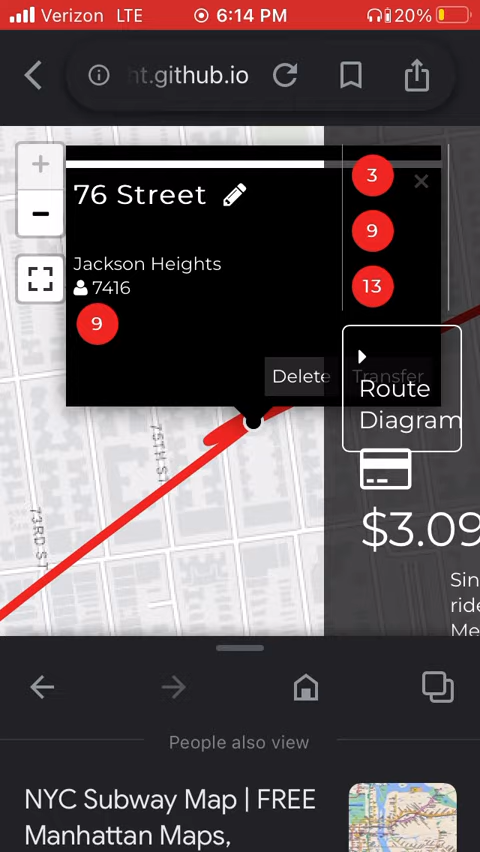 Verizon LTE 6:14 PM 20%
ht.github.io
76 Street
Jackson Heights
7416
9
3
9
13
Delete Transfer
Route
Diagram
$3.09
Sin
ride
Me
75TH ST
73RD ST
People also view
NYC Subway Map | FREE
Manhattan Maps,